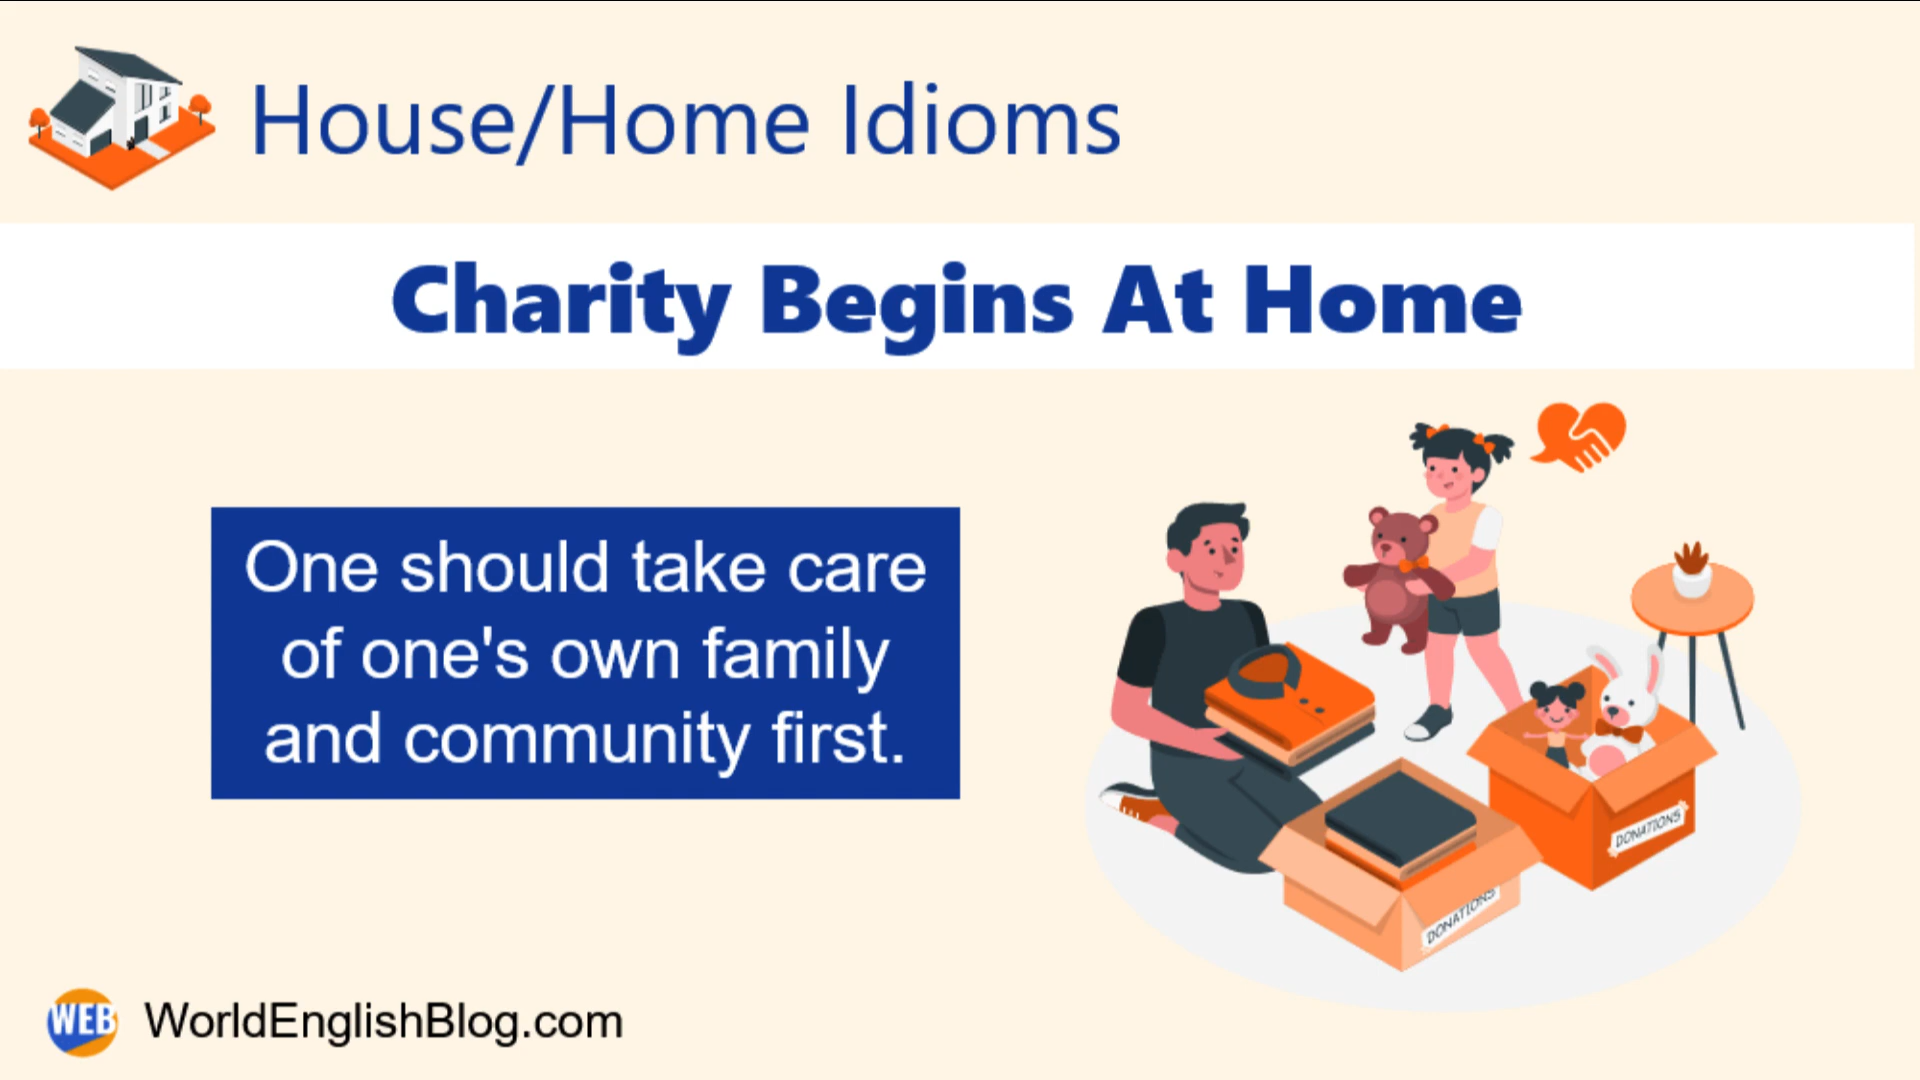 House/Home Idioms
Charity Begins At Home
One should take care
of one's own family
and community first.
DONATIONS
DONATIONS
WEB WorldEnglishBlog.com